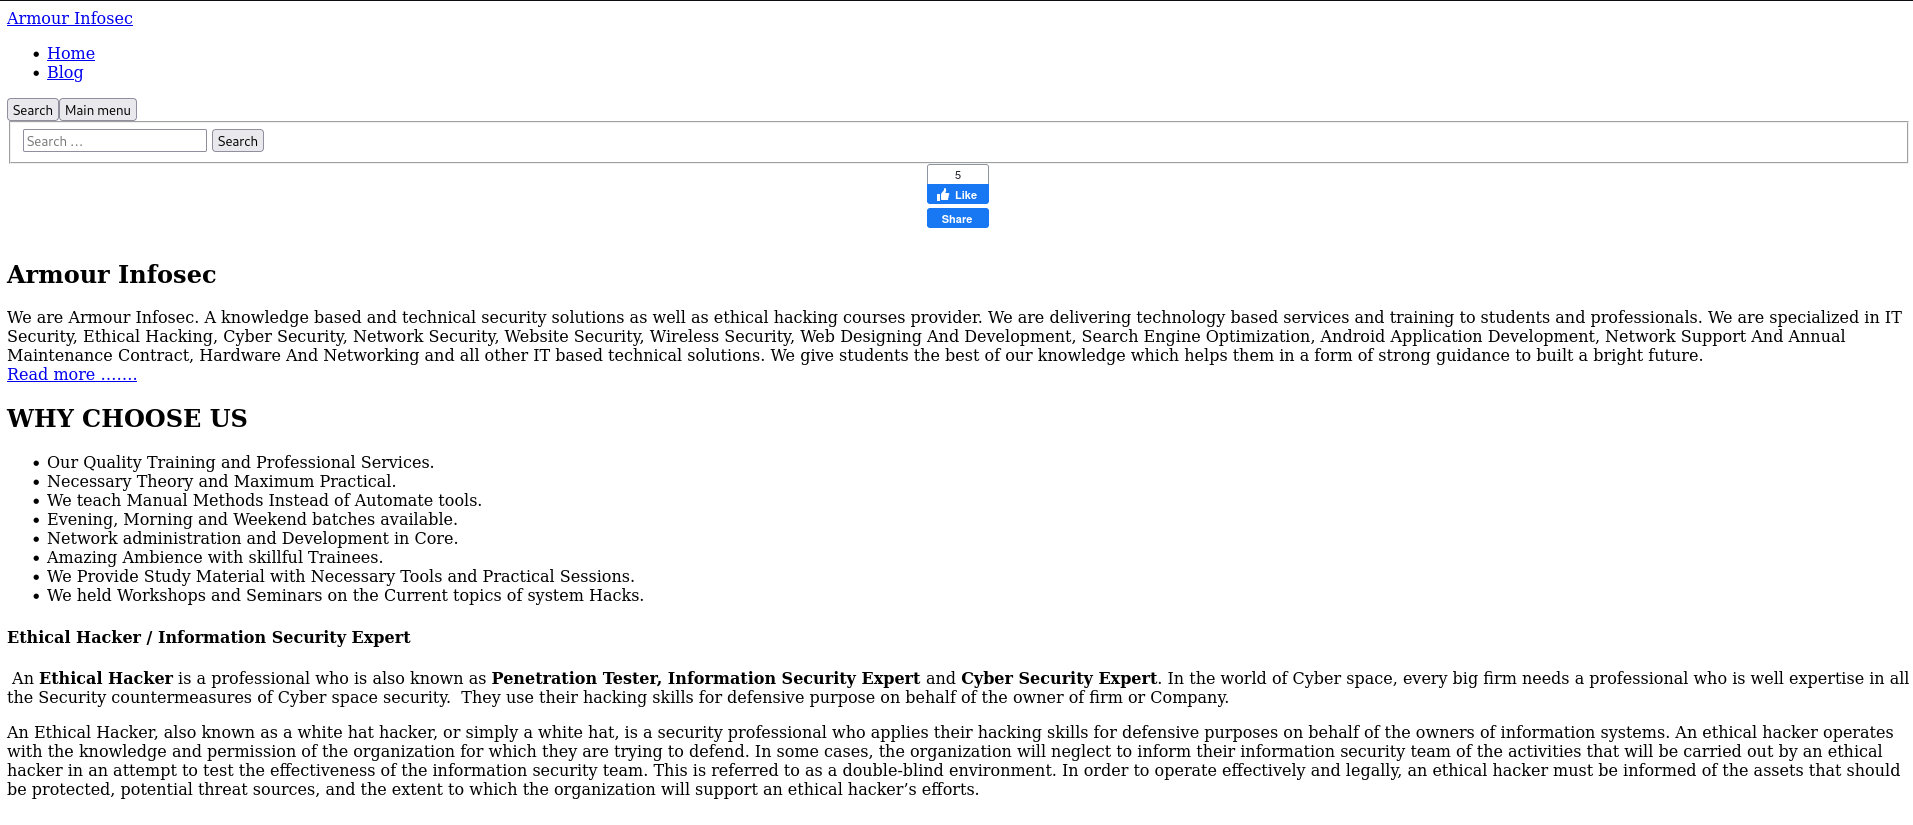 Armour Infosec
Home
Blog
Search Main menu
Search … Search
5
Like
Share
Armour Infosec
We are Armour Infosec. A knowledge based and technical security solutions as well as ethical hacking courses provider. We are delivering technology based services and training to students and professionals. We are specialized in IT
Security, Ethical Hacking, Cyber Security, Network Security, Website Security, Wireless Security, Web Designing And Development, Search Engine Optimization, Android Application Development, Network Support And Annual
Maintenance Contract, Hardware And Networking and all other IT based technical solutions. We give students the best of our knowledge which helps them in a form of strong guidance to built a bright future.
Read more …….
WHY CHOOSE US
Our Quality Training and Professional Services.
Necessary Theory and Maximum Practical.
We teach Manual Methods Instead of Automate tools.
Evening, Morning and Weekend batches available.
Network administration and Development in Core.
Amazing Ambience with skillful Trainees.
We Provide Study Material with Necessary Tools and Practical Sessions.
We held Workshops and Seminars on the Current topics of system Hacks.
Ethical Hacker / Information Security Expert
An Ethical Hacker is a professional who is also known as Penetration Tester, Information Security Expert and Cyber Security Expert. In the world of Cyber space, every big firm needs a professional who is well expertise in all
the Security countermeasures of Cyber space security. They use their hacking skills for defensive purpose on behalf of the owner of firm or Company.
An Ethical Hacker, also known as a white hat hacker, or simply a white hat, is a security professional who applies their hacking skills for defensive purposes on behalf of the owners of information systems. An ethical hacker operates
with the knowledge and permission of the organization for which they are trying to defend. In some cases, the organization will neglect to inform their information security team of the activities that will be carried out by an ethical
hacker in an attempt to test the effectiveness of the information security team. This is referred to as a double-blind environment. In order to operate effectively and legally, an ethical hacker must be informed of the assets that should
be protected, potential threat sources, and the extent to which the organization will support an ethical hacker’s efforts.